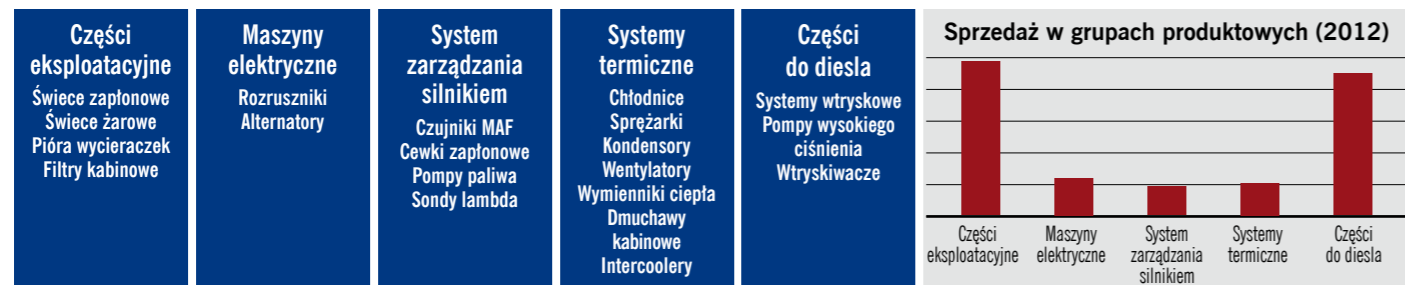 Części
eksploatacyjne
Świece zapłonowe
Świece żarowe
Pióra wycieraczek
Filtry kabinowe
Maszyny
elektryczne
Rozruszniki
Alternatory
System
zarządzania
silnikiem
Czujniki MAF
Cewki zapłonowe
Pompy paliwa
Sondy lambda
Systemy
termiczne
Chłodnice
Sprężarki
Kondensory
Wentylatory
Wymienniki ciepła
Dmuchawy
kabinowe
Intercoolery
Części
do diesla
Systemy wtryskowe
Pompy wysokiego
ciśnienia
Wtryskiwacze
Sprzedaż w grupach produktowych (2012)
Części
eksploatacyjne
Maszyny
elektryczne
System
zarządzania
silnikiem
Systemy
termiczne
Części
do diesla